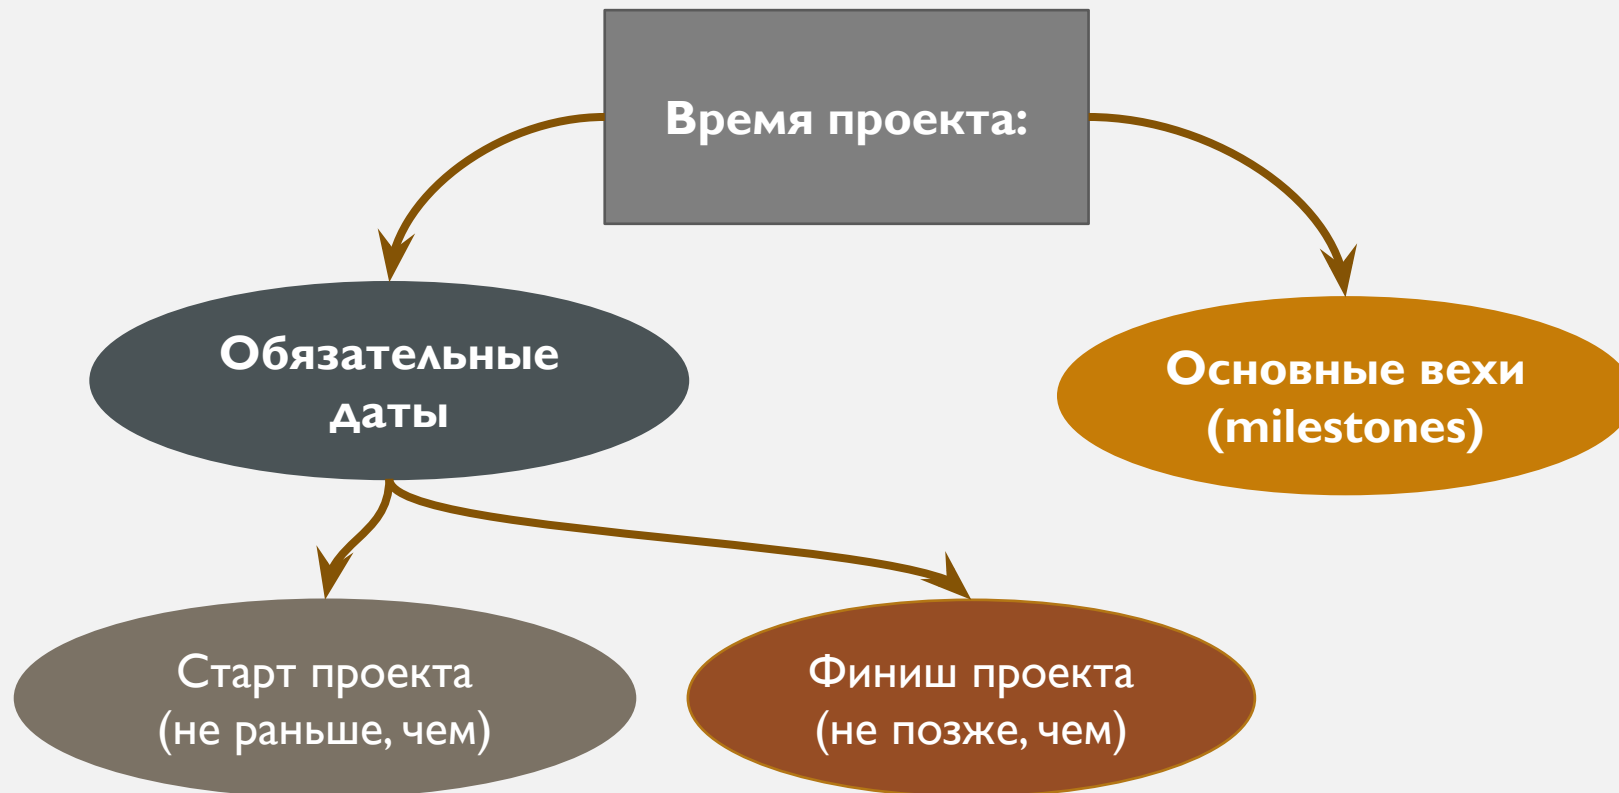 Время проекта:
Обязательные
даты
Основные вехи
(milestones)
Старт проекта
(не раньше, чем)
Финиш проекта
(не позже, чем)